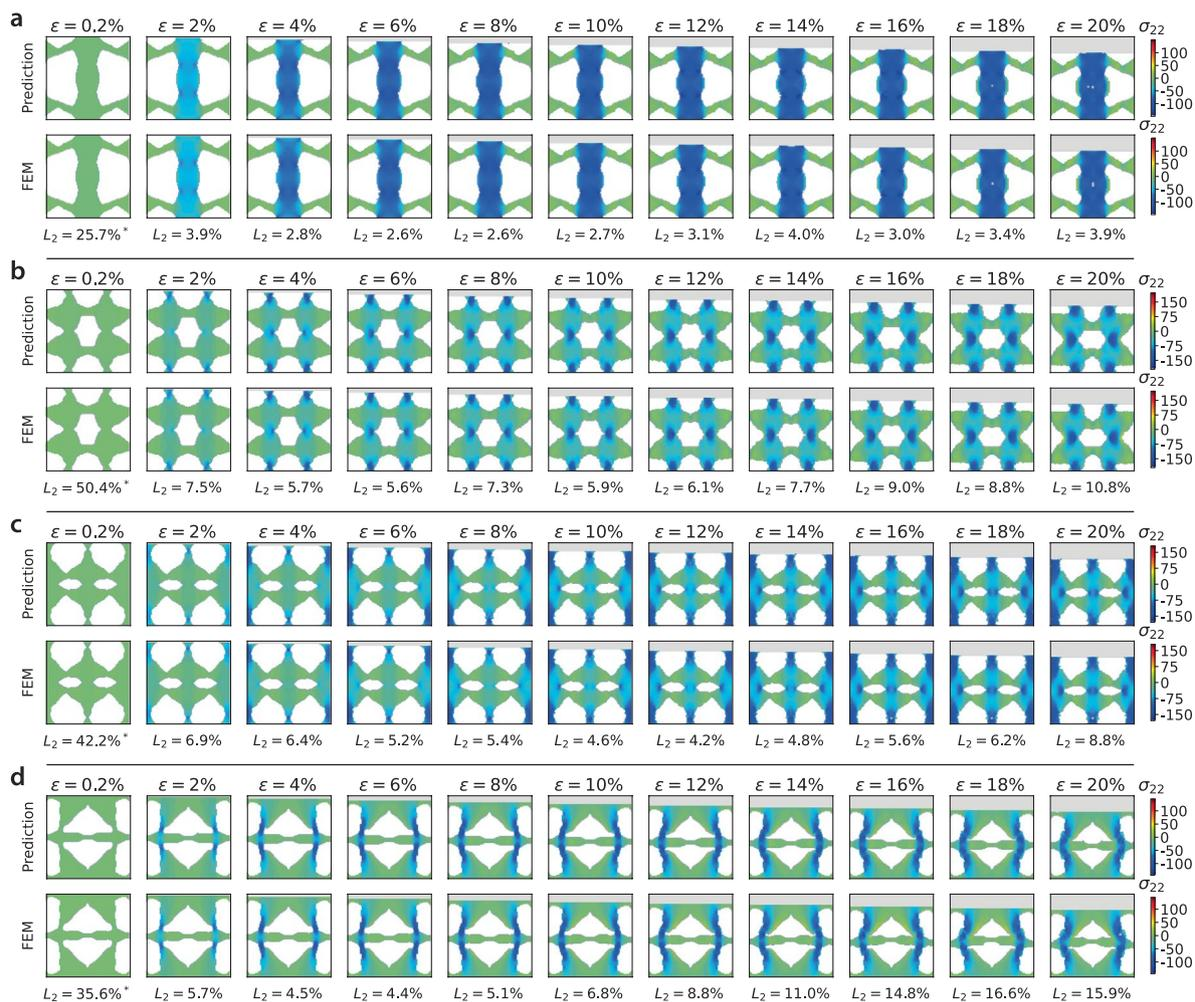 a
ε = 0.2% ε = 2% ε = 4% ε = 6% ε = 8% ε = 10% ε = 12% ε = 14% ε = 16% ε = 18% ε = 20% σ22
Prediction
100
50
0
-50
-100
FEM
σ22
100
50
0
-50
-100
L2 = 25.7%* L2 = 3.9% L2 = 2.8% L2 = 2.6% L2 = 2.6% L2 = 2.7% L2 = 3.1% L2 = 4.0% L2 = 3.0% L2 = 3.4% L2 = 3.9%
b
ε = 0.2% ε = 2% ε = 4% ε = 6% ε = 8% ε = 10% ε = 12% ε = 14% ε = 16% ε = 18% ε = 20% σ22
Prediction
150
75
0
-75
-150
FEM
σ22
150
75
0
-75
-150
L2 = 50.4%* L2 = 7.5% L2 = 5.7% L2 = 5.6% L2 = 7.3% L2 = 5.9% L2 = 6.1% L2 = 7.7% L2 = 9.0% L2 = 8.8% L2 = 10.8%
c
ε = 0.2% ε = 2% ε = 4% ε = 6% ε = 8% ε = 10% ε = 12% ε = 14% ε = 16% ε = 18% ε = 20% σ22
Prediction
150
75
0
-75
-150
FEM
σ22
150
75
0
-75
-150
L2 = 42.2%* L2 = 6.9% L2 = 6.4% L2 = 5.2% L2 = 5.4% L2 = 4.6% L2 = 4.2% L2 = 4.8% L2 = 5.6% L2 = 6.2% L2 = 8.8%
d
ε = 0.2% ε = 2% ε = 4% ε = 6% ε = 8% ε = 10% ε = 12% ε = 14% ε = 16% ε = 18% ε = 20% σ22
Prediction
100
50
0
-50
-100
FEM
σ22
100
50
0
-50
-100
L2 = 35.6%* L2 = 5.7% L2 = 4.5% L2 = 4.4% L2 = 5.1% L2 = 6.8% L2 = 8.8% L2 = 11.0% L2 = 14.8% L2 = 16.6% L2 = 15.9%